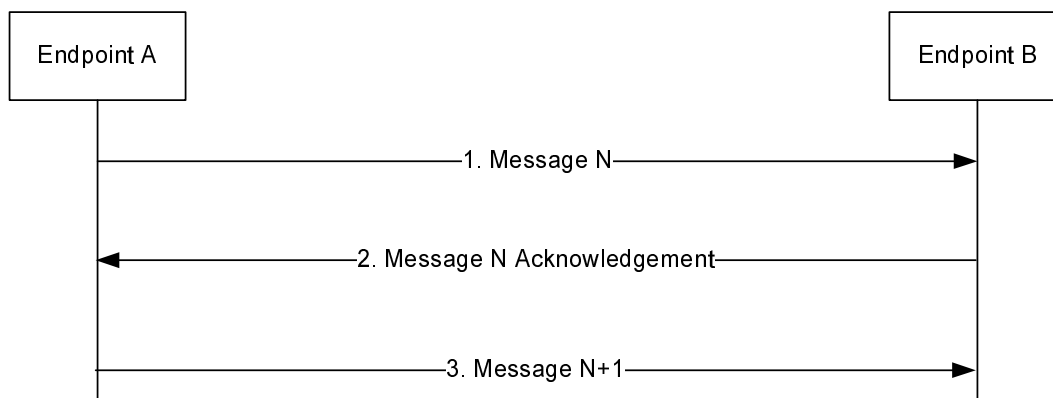 Endpoint A
Endpoint B
1. Message N
2. Message N Acknowledgement
3. Message N+1